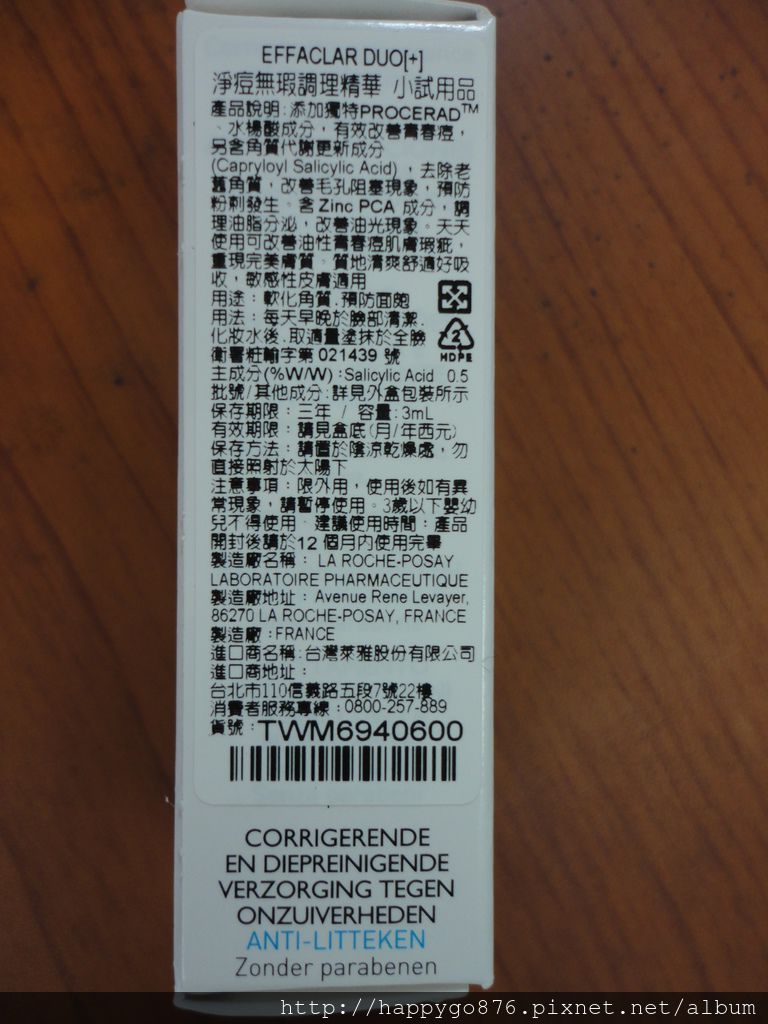 EFFACLAR DUO[+]
淨痘無瑕調理精華 小試用品
產品說明:添加獨特PROCERAD™
、水楊酸成分，有效改善青春痘，
另含角質代謝更新成分
(Capryloyl Salicylic Acid)，去除老
舊角質，改善毛孔阻塞現象，預防
粉刺發生。含 Zinc PCA 成分，調
理油脂分泌，改善油光現象。天天
使用可改善油性青春痘肌膚瑕疵，
重現完美膚質。質地清爽舒適好吸
收，敏感性皮膚適用
用途：軟化角質.預防面皰
用法：每天早晚於臉部清潔.
化妝水後.取適量塗抹於全臉
衛署粧輸字第 021439 號
主成分(%W/W):Salicylic Acid 0.5
批號/其他成分:詳見外盒包裝所示
保存期限：三年 / 容量:3mL
有效期限：請見盒底(月/年西元)
保存方法：請置於陰涼乾燥處，勿
直接照射於太陽下
注意事項：限外用，使用後如有異
常現象，請暫停使用。3歲以下嬰幼
兒不得使用。建議使用時間：產品
開封後請於12 個月內使用完畢
製造廠名稱：LA ROCHE-POSAY
LABORATOIRE PHARMACEUTIQUE
製造廠地址：Avenue Rene Levayer,
86270 LA ROCHE-POSAY, FRANCE
製造廠:FRANCE
進口商名稱:台灣萊雅股份有限公司
進口商地址：
台北市110信義路五段7號22樓
消費者服務專線：0800-257-889
貨號：TWM6940600
2
HDPE
CORRIGERENDE
EN DIEPREINIGENDE
VERZORGING TEGEN
ONZUIVERHEDEN
ANTI-LITTEKEN
Zonder parabenen
http://happygo876.pixnet.net/album